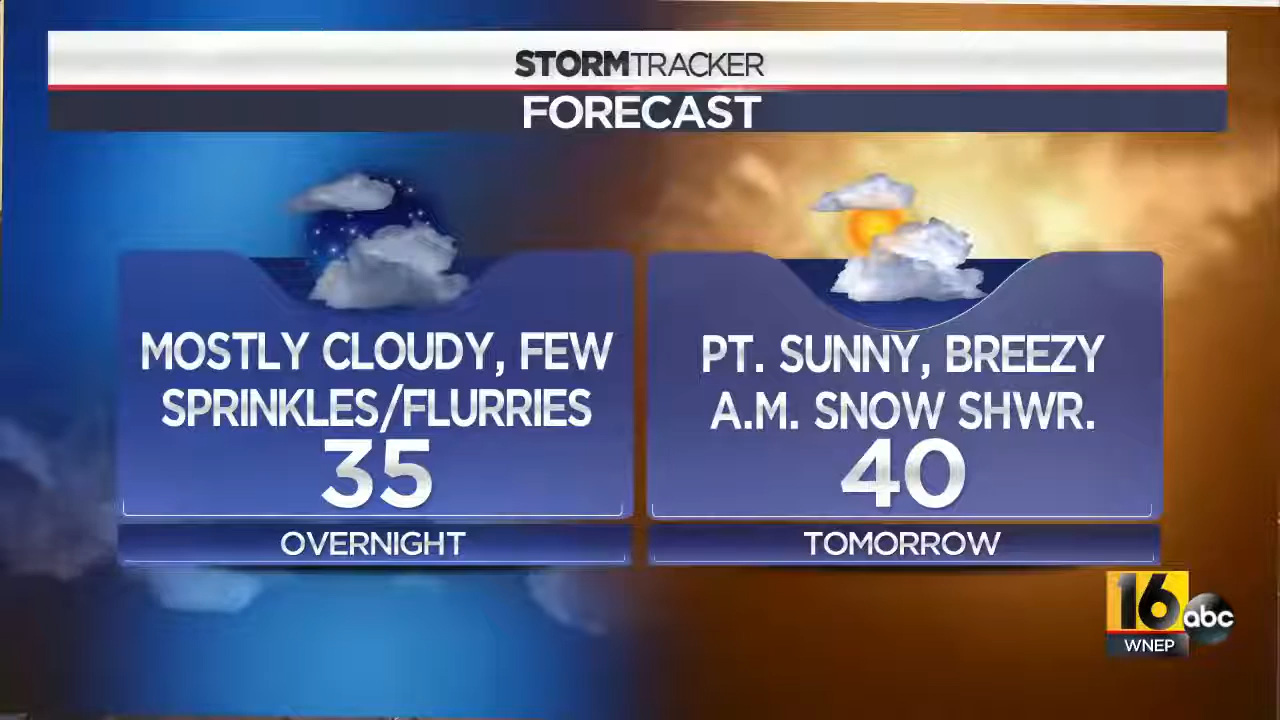 STORMTRACKER
FORECAST
MOSTLY CLOUDY, FEW
SPRINKLES/FLURRIES
35
OVERNIGHT
PT. SUNNY, BREEZY
A.M. SNOW SHWR.
40
TOMORROW
16
abc
WNEP